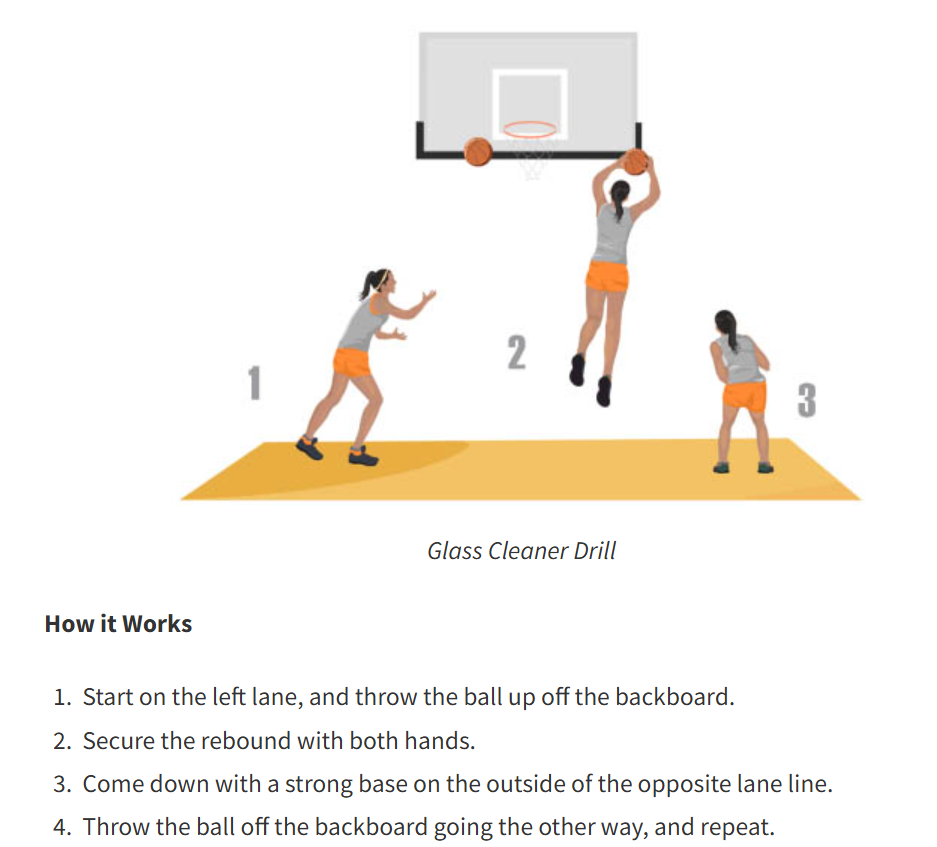 1
2
3
Glass Cleaner Drill
How it Works
1. Start on the left lane, and throw the ball up off the backboard.
2. Secure the rebound with both hands.
3. Come down with a strong base on the outside of the opposite lane line.
4. Throw the ball off the backboard going the other way, and repeat.